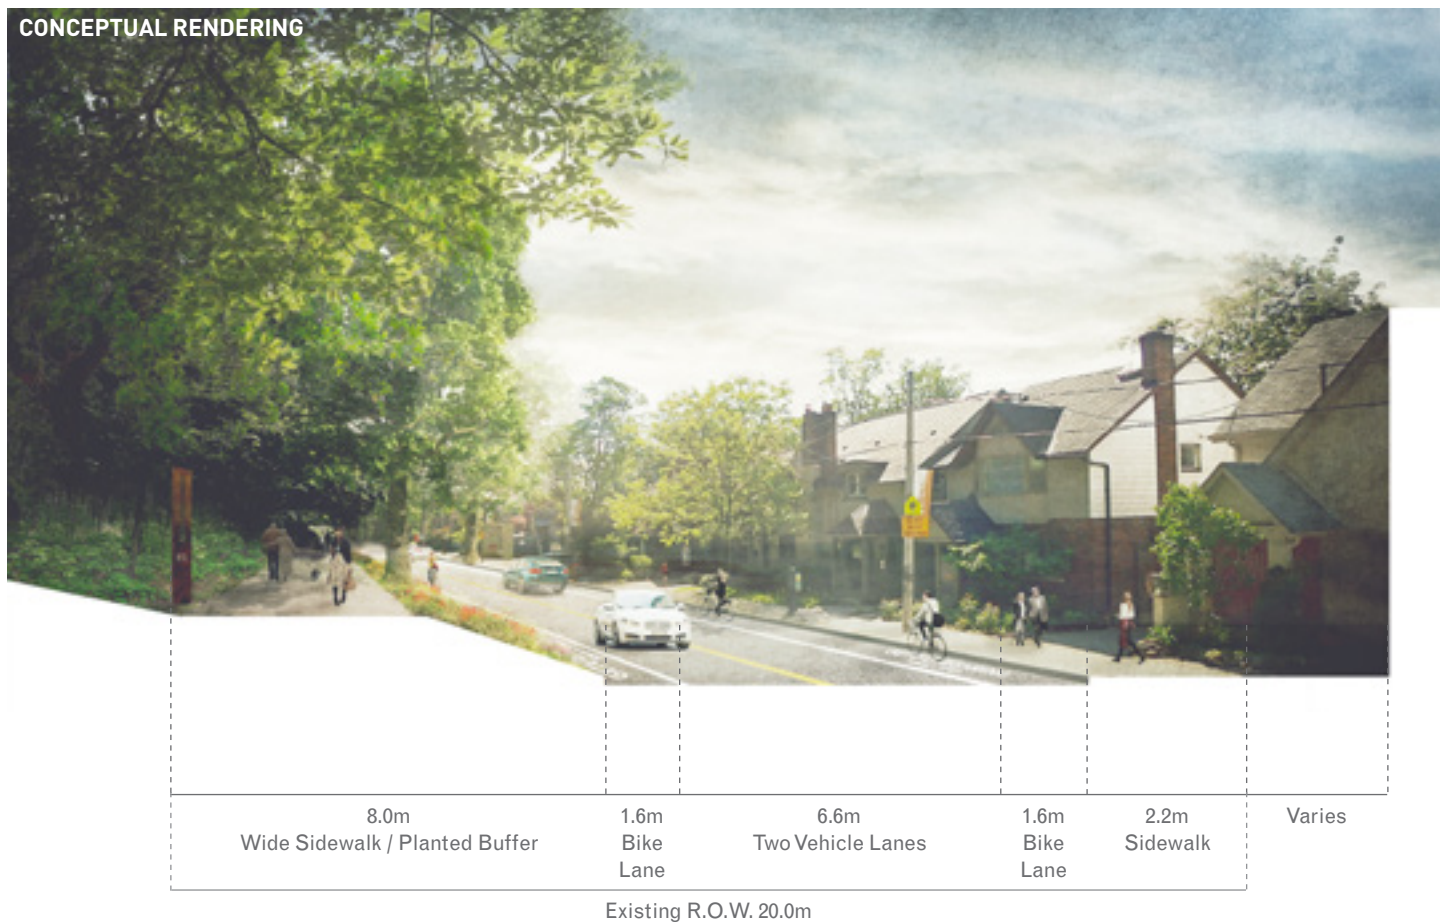 CONCEPTUAL RENDERING
8.0m
Wide Sidewalk / Planted Buffer
1.6m
Bike
Lane
6.6m
Two Vehicle Lanes
1.6m
Bike
Lane
2.2m
Sidewalk
Varies
Existing R.O.W. 20.0m